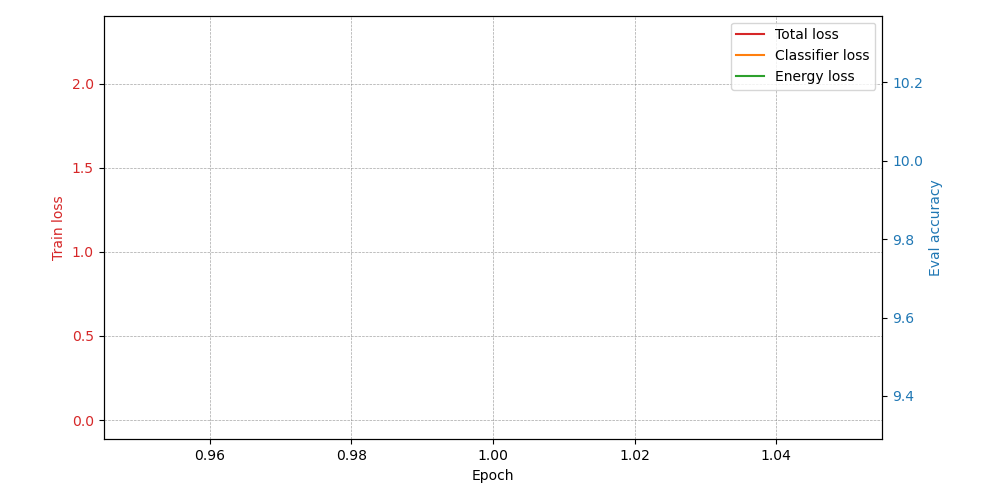 Total loss
Classifier loss
Energy loss
2.0
1.5
1.0
0.5
0.0
Train loss
10.2
10.0
9.8
9.6
9.4
Eval accuracy
0.96
0.98
1.00
1.02
1.04
Epoch